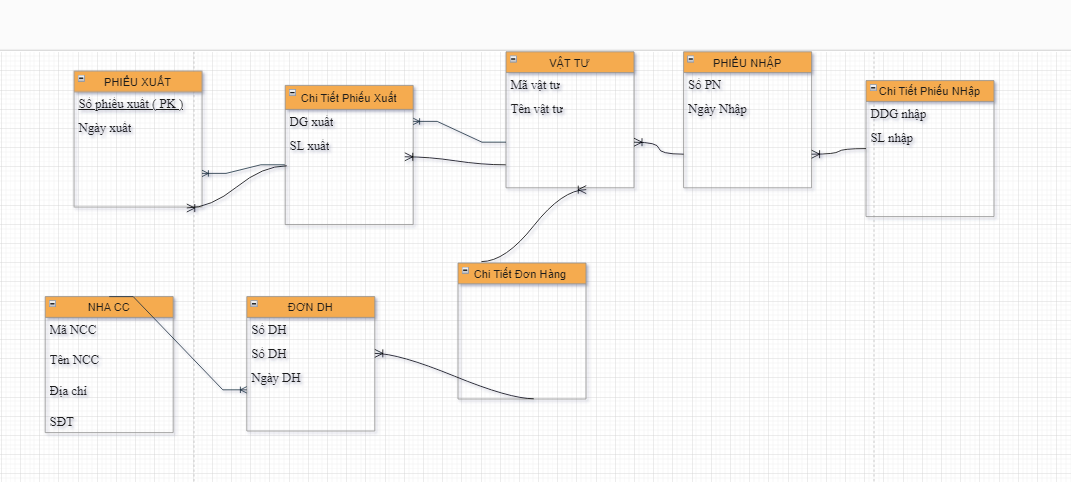 PHIẾU XUẤT
Số phiếu xuất ( PK )
Ngày xuất
Chi Tiết Phiếu Xuất
DG xuất
SL xuất
VẬT TƯ
Mã vật tư
Tên vật tư
PHIẾU NHẬP
Số PN
Ngày Nhập
Chi Tiết Phiếu NHập
DDG nhập
SL nhập
Chi Tiết Đơn Hàng
NHA CC
Mã NCC
Tên NCC
Địa chỉ
SĐT
ĐƠN DH
Số DH
Số DH
Ngày DH